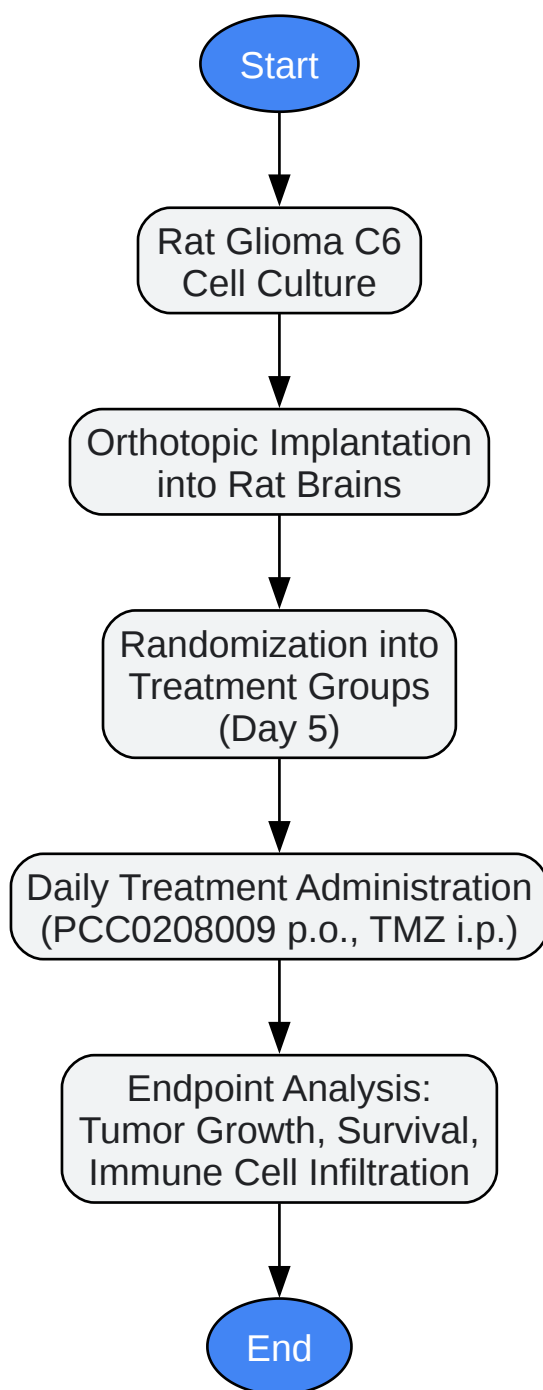 Start
Rat Glioma C6
Cell Culture
Orthotopic Implantation
into Rat Brains
Randomization into
Treatment Groups
(Day 5)
Daily Treatment Administration
(PCC0208009 p.o., TMZ i.p.)
Endpoint Analysis:
Tumor Growth, Survival,
Immune Cell Infiltration
End